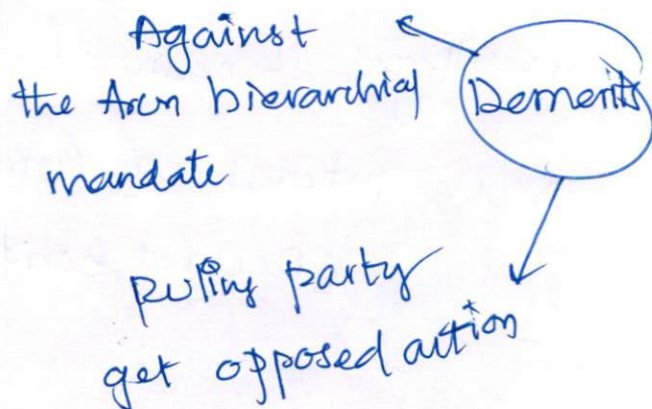 Against
the hierarchial
mandate
Demerits
Ruling party
get opposed action